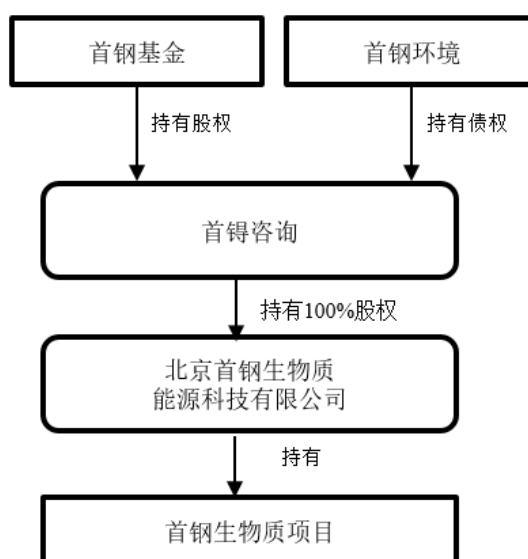 首钢基金
首钢环境
持有股权
持有债权
首锝咨询
持有100%股权
北京首钢生物质
能源科技有限公司
持有
首钢生物质项目